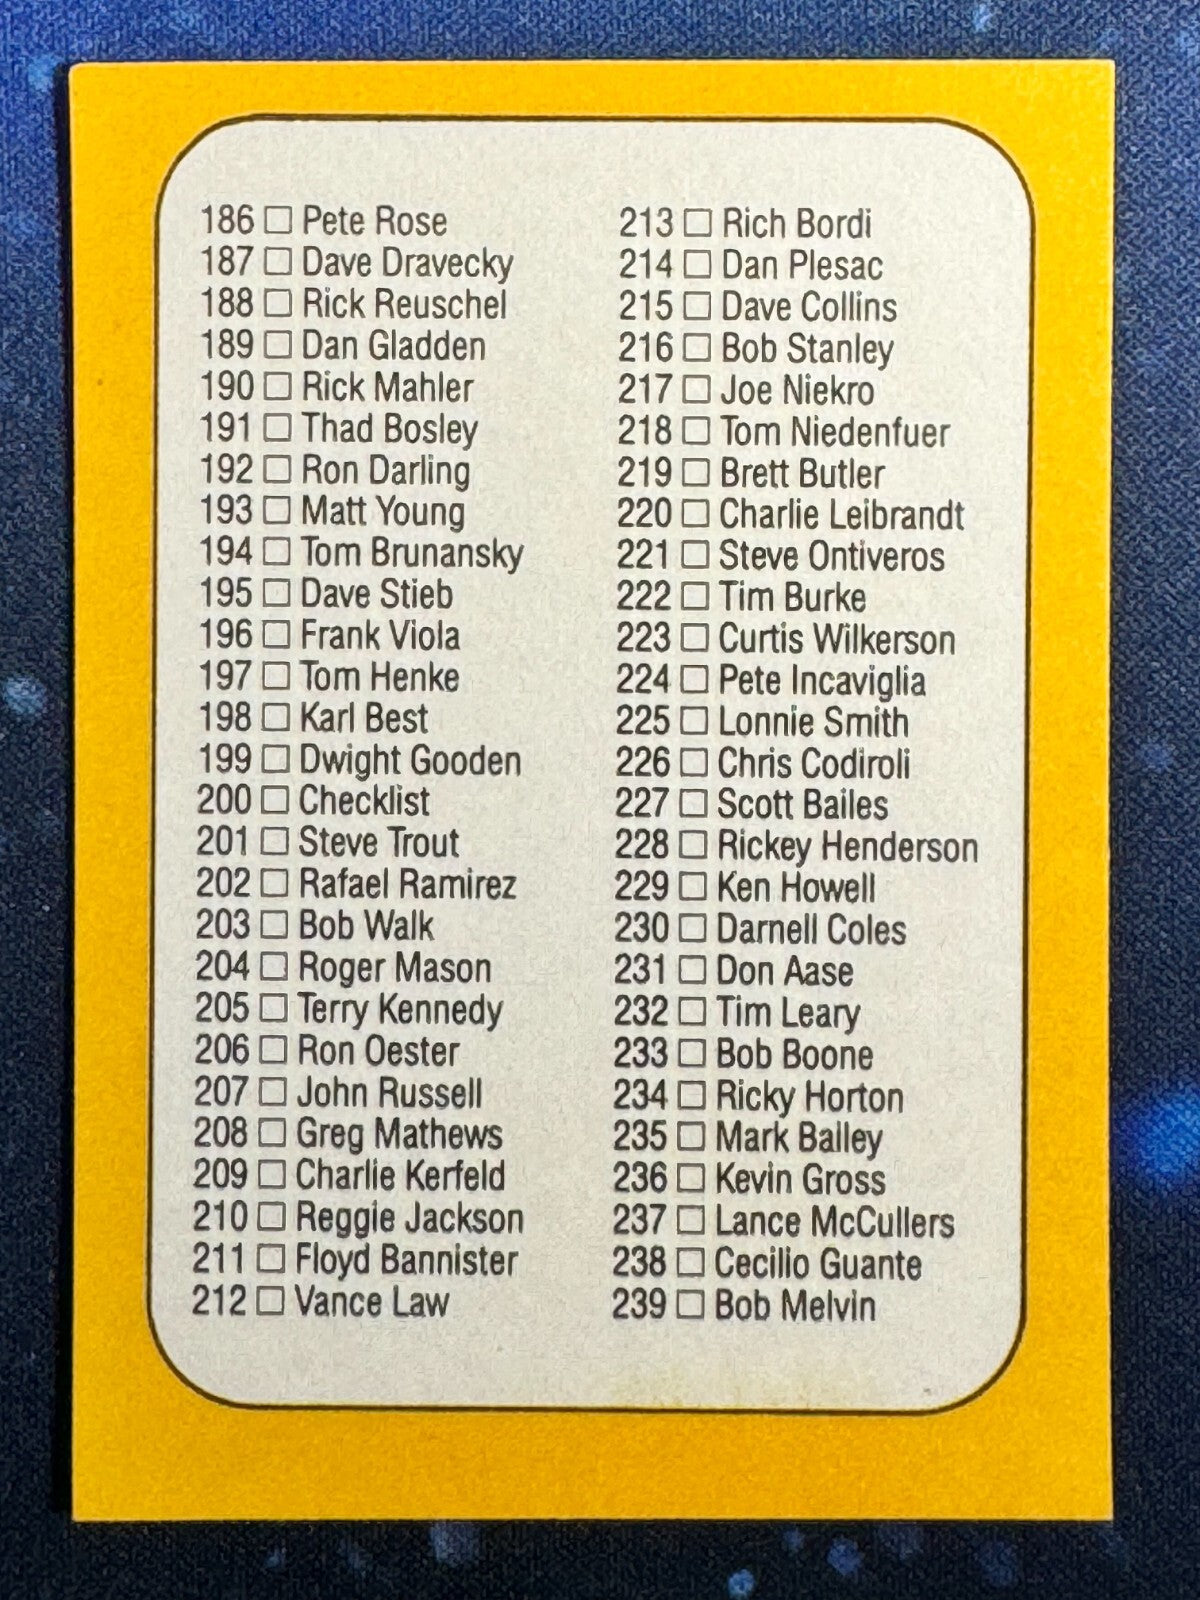 186 □ Pete Rose
187 □ Dave Dravecky
188 □ Rick Reuschel
189 □ Dan Gladden
190 □ Rick Mahler
191 □ Thad Bosley
192 □ Ron Darling
193 □ Matt Young
194 □ Tom Brunansky
195 □ Dave Stieb
196 □ Frank Viola
197 □ Tom Henke
198 □ Karl Best
199 □ Dwight Gooden
200 □ Checklist
201 □ Steve Trout
202 □ Rafael Ramirez
203 □ Bob Walk
204 □ Roger Mason
205 □ Terry Kennedy
206 □ Ron Oester
207 □ John Russell
208 □ Greg Mathews
209 □ Charlie Kerfeld
210 □ Reggie Jackson
211 □ Floyd Bannister
212 □ Vance Law
213 □ Rich Bordi
214 □ Dan Plesac
215 □ Dave Collins
216 □ Bob Stanley
217 □ Joe Niekro
218 □ Tom Niedenfuer
219 □ Brett Butler
220 □ Charlie Leibrandt
221 □ Steve Ontiveros
222 □ Tim Burke
223 □ Curtis Wilkerson
224 □ Pete Incaviglia
225 □ Lonnie Smith
226 □ Chris Codiroli
227 □ Scott Bailes
228 □ Rickey Henderson
229 □ Ken Howell
230 □ Darnell Coles
231 □ Don Aase
232 □ Tim Leary
233 □ Bob Boone
234 □ Ricky Horton
235 □ Mark Bailey
236 □ Kevin Gross
237 □ Lance McCullers
238 □ Cecilio Guante
239 □ Bob Melvin